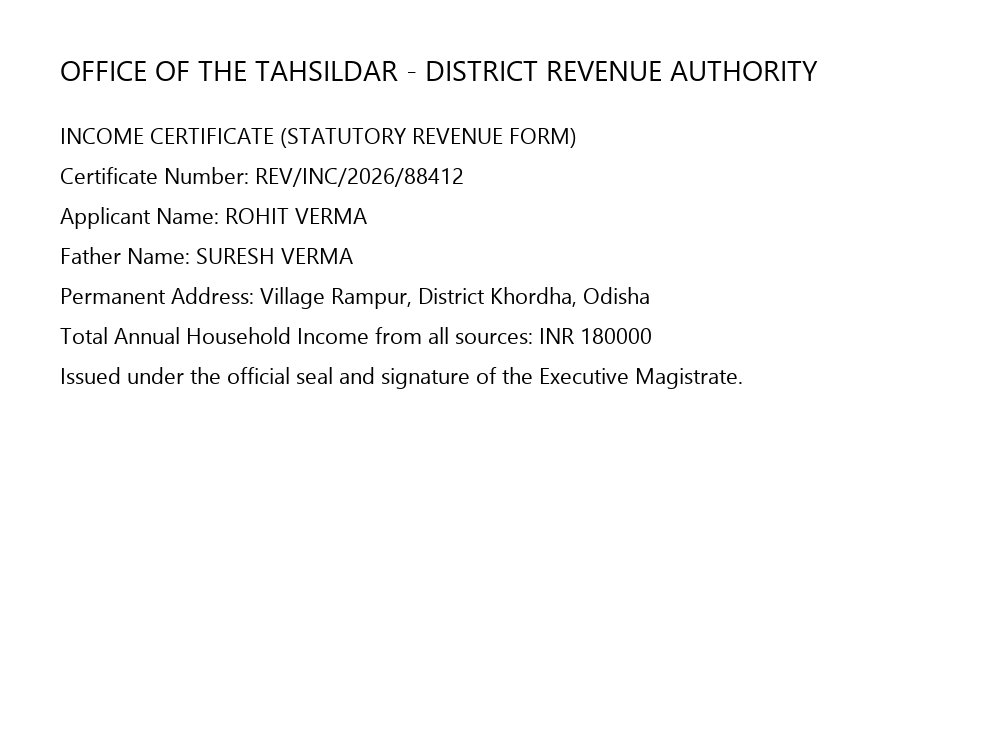 OFFICE OF THE TAHSILDAR - DISTRICT REVENUE AUTHORITY
INCOME CERTIFICATE (STATUTORY REVENUE FORM)
Certificate Number: REV/INC/2026/88412
Applicant Name: ROHIT VERMA
Father Name: SURESH VERMA
Permanent Address: Village Rampur, District Khordha, Odisha
Total Annual Household Income from all sources: INR 180000
Issued under the official seal and signature of the Executive Magistrate.